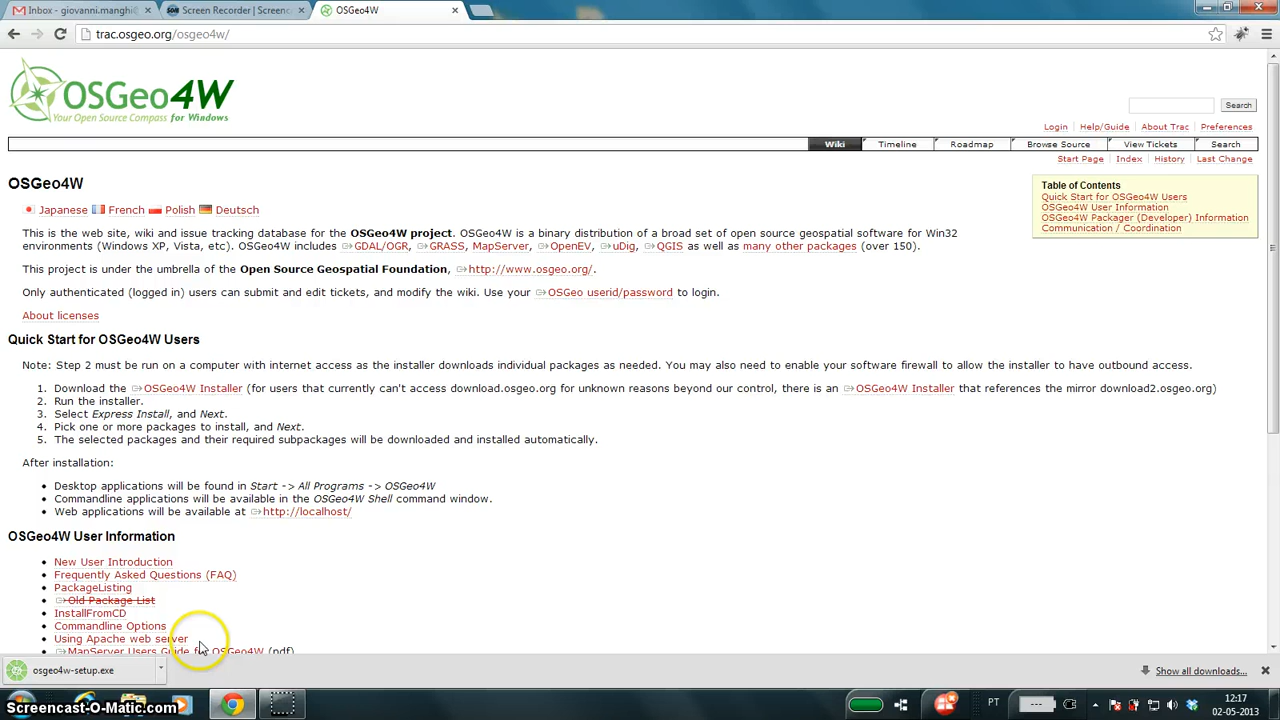 Inbox - giovanni.manghi@
Screen Recorder | Screenc
OSGeo4W
trac.osgeo.org/osgeo4w/
OSGeo4W
Your Open Source Compass for Windows
Search
Login Help/Guide About Trac Preferences
Wiki Timeline Roadmap Browse Source View Tickets Search
Start Page Index History Last Change
OSGeo4W
Table of Contents
Quick Start for OSGeo4W Users
OSGeo4W User Information
OSGeo4W Packager (Developer) Information
Communication / Coordination
Japanese French Polish Deutsch
This is the web site, wiki and issue tracking database for the OSGeo4W project. OSGeo4W is a binary distribution of a broad set of open source geospatial software for Win32
environments (Windows XP, Vista, etc). OSGeo4W includes GDAL/OGR, GRASS, MapServer, OpenEV, uDig, QGIS as well as many other packages (over 150).
This project is under the umbrella of the Open Source Geospatial Foundation, http://www.osgeo.org/.
Only authenticated (logged in) users can submit and edit tickets, and modify the wiki. Use your OSGeo userid/password to login.
About licenses
Quick Start for OSGeo4W Users
Note: Step 2 must be run on a computer with internet access as the installer downloads individual packages as needed. You may also need to enable your software firewall to allow the installer to have outbound access.
1. Download the OSGeo4W Installer (for users that currently can't access download.osgeo.org for unknown reasons beyond our control, there is an OSGeo4W Installer that references the mirror download2.osgeo.org)
2. Run the installer.
3. Select Express Install, and Next.
4. Pick one or more packages to install, and Next.
5. The selected packages and their required subpackages will be downloaded and installed automatically.
After installation:
Desktop applications will be found in Start -> All Programs -> OSGeo4W
Commandline applications will be available in the OSGeo4W Shell command window.
Web applications will be available at http://localhost/
OSGeo4W User Information
New User Introduction
Frequently Asked Questions (FAQ)
PackageListing
Old Package List
InstallFromCD
Commandline Options
Using Apache web server
MapServer Users Guide for OSGeo4W (pdf)
osgeo4w-setup.exe
Show all downloads...
PT
12:17
02-05-2013
Screencast-O-Matic.com